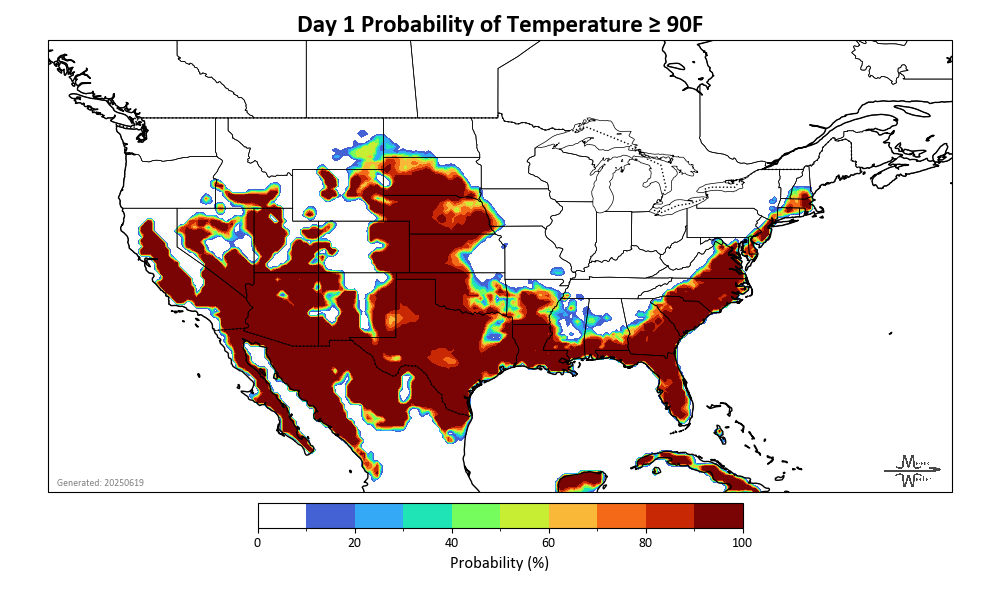 Day 1 Probability of Temperature ≥ 90F
Generated: 20250619
0 20 40 60 80 100
Probability (%)